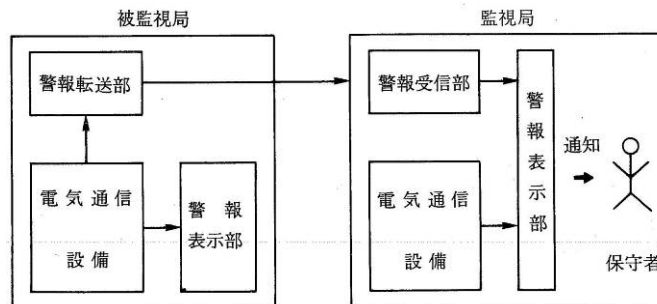 被監視局
監視局
警報転送部
警報受信部
電気通信
設備
警報
表示部
電気通信
設備
警報表示部
通知
保守者